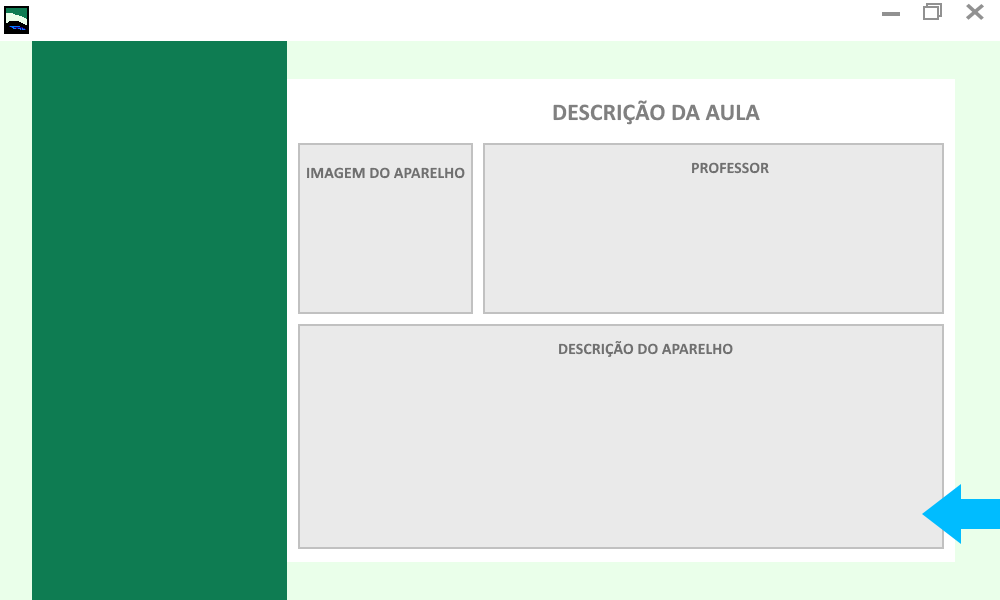 DESCRIÇÃO DA AULA
IMAGEM DO APARELHO
PROFESSOR
DESCRIÇÃO DO APARELHO